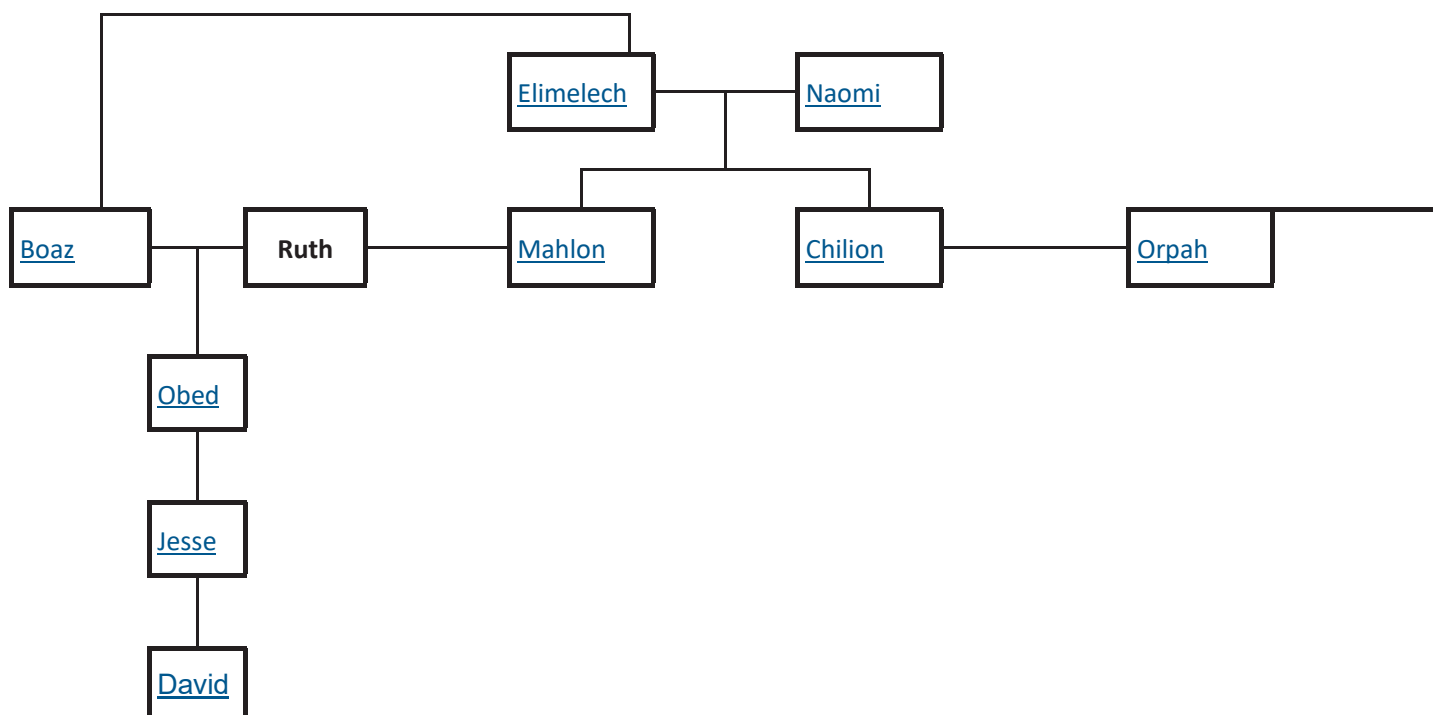 Elimelech
Naomi
Boaz
Ruth
Mahlon
Chilion
Orpah
Obed
Jesse
David